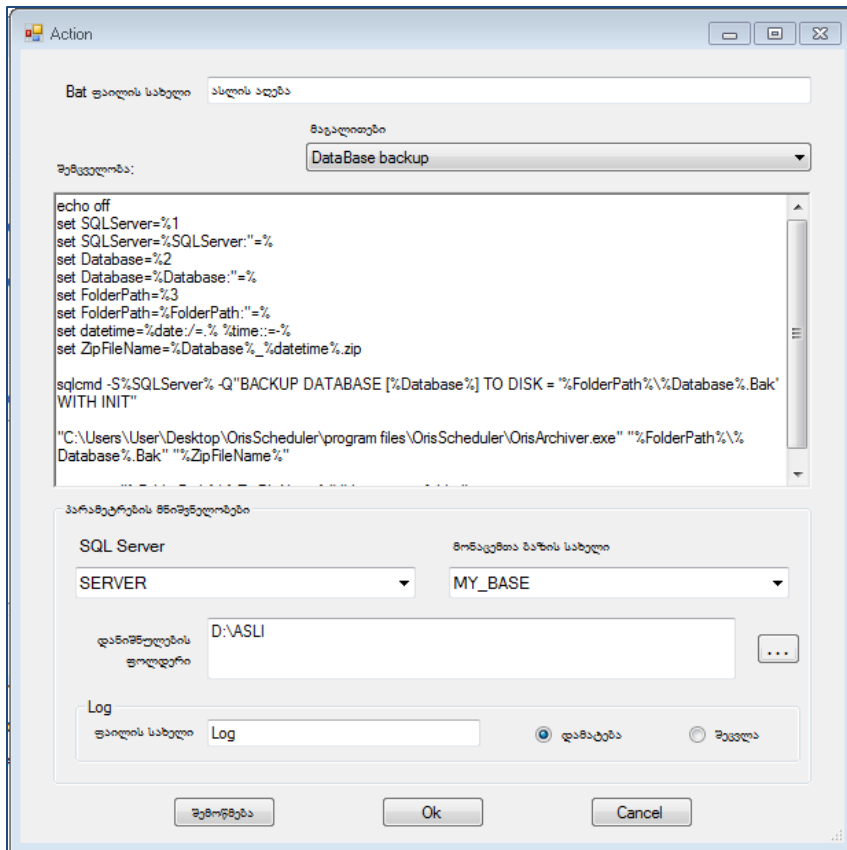 Action
Bat ფაილის სახელი
ასლის აღება
მაგალითები
DataBase backup
შემცველობა:
echo off
set SQLServer=%1
set SQLServer=%SQLServer:"=%
set Database=%2
set Database=%Database:"=%
set FolderPath=%3
set FolderPath=%FolderPath:"=%
set datetime=%date:/=.% %time::=-%
set ZipFileName=%Database%_%datetime%.zip
sqlcmd -S%SQLServer% -Q"BACKUP DATABASE [%Database%] TO DISK = '%FolderPath%\%Database%.Bak'
WITH INIT"
"C:\Users\User\Desktop\OrisScheduler\program files\OrisScheduler\OrisArchiver.exe" "%FolderPath%\%
Database%.Bak" "%ZipFileName%"
პარამეტრების მნიშვნელობები
SQL Server
მონაცემთა ბაზის სახელი
SERVER
MY_BASE
დანიშნულების
ფოლდერი
D:\ASLI
...
Log
ფაილის სახელი
Log
დამატება
შეცვლა
შემოწმება
Ok
Cancel